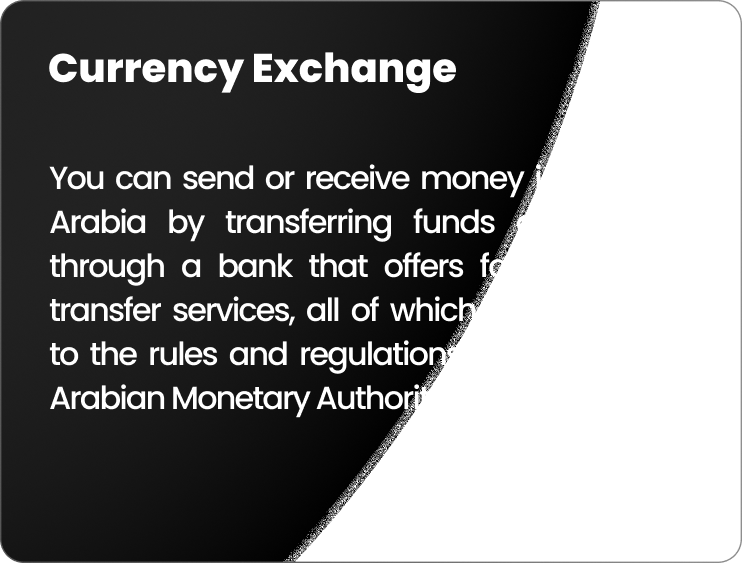 Currency Exchange
You can send or receive money
Arabia by transferring funds
through a bank that offers
transfer services, all of which
to the rules and regulations
Arabian Monetary